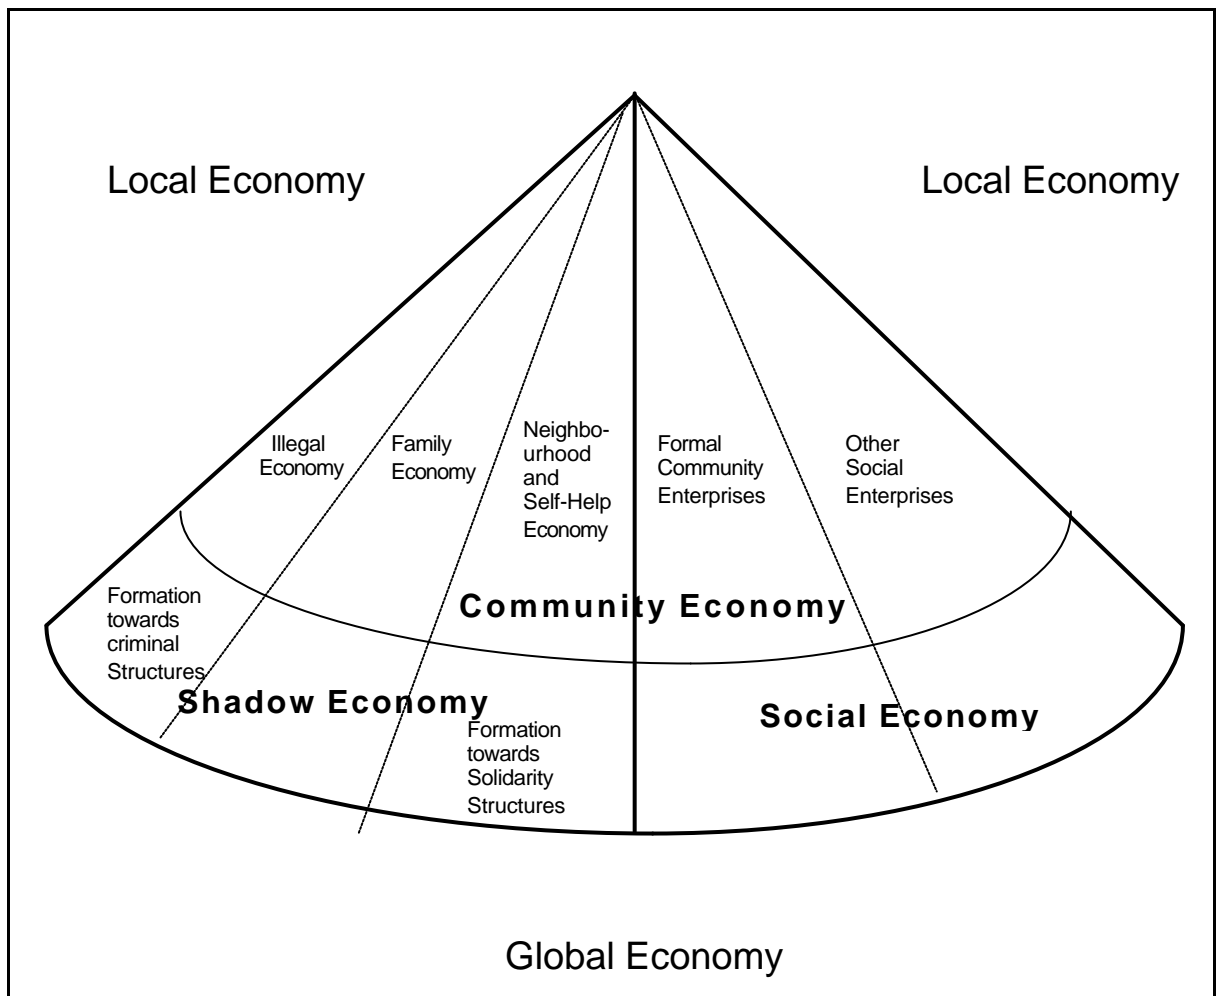 Local Economy
Local Economy
Illegal
Economy
Family
Economy
Neighbo-
urhood
and
Self-Help
Economy
Formal
Community
Enterprises
Other
Social
Enterprises
Formation
towards
criminal
Structures
Community Economy
Shadow Economy
Social Economy
Formation
towards
Solidarity
Structures
Global Economy